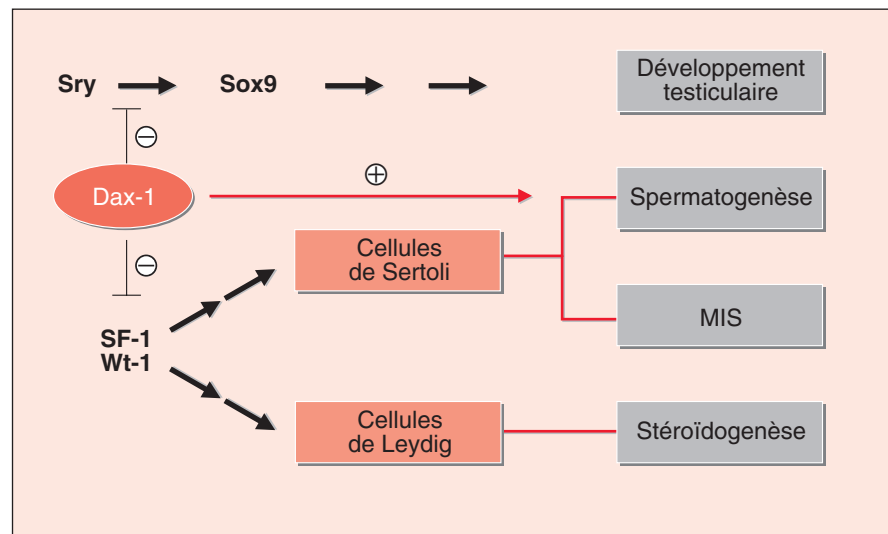 Sry
Sox9
Développement
testiculaire
⊖
⊕
Dax-1
Spermatogenèse
⊖
Cellules
de Sertoli
MIS
SF-1
Wt-1
Cellules
de Leydig
Stéroïdogenèse